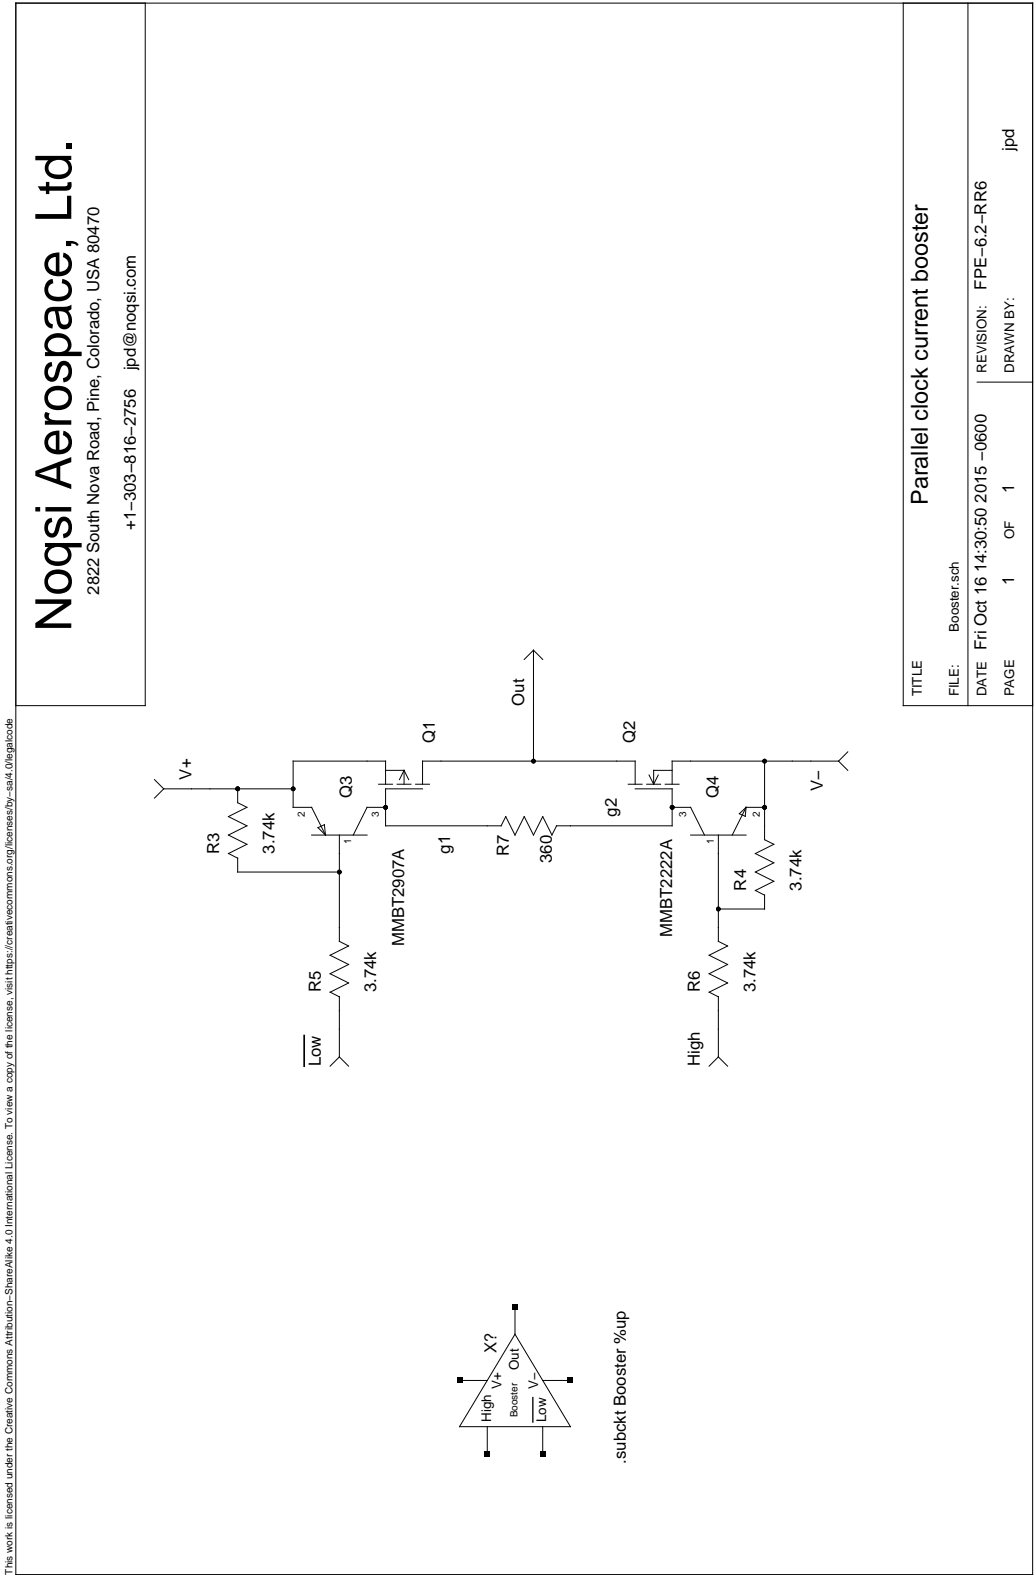 This work is licensed under the Creative Commons Attribution–ShareAlike 4.0 International License. To view a copy of the license, visit https://creativecommons.org/licenses/by–sa/4.0/legalcode
Noqsi Aerospace, Ltd.
2822 South Nova Road, Pine, Colorado, USA 80470
+1–303–816–2756 jpd@noqsi.com
V+
R3
3.74k
2
Q3
1
3
MMBT2907A
Low
R5
3.74k
Q1
g1
R7
360
Out
g2
Q2
MMBT2222A
3
Q4
1
2
High
R6
3.74k
R4
3.74k
V–
X?
High V+
Booster Out
Low V–
.subckt Booster %up
TITLE
Parallel clock current booster
FILE: Booster.sch
DATE Fri Oct 16 14:30:50 2015 –0600
REVISION: FPE–6.2–RR6
PAGE 1 OF 1
DRAWN BY: jpd